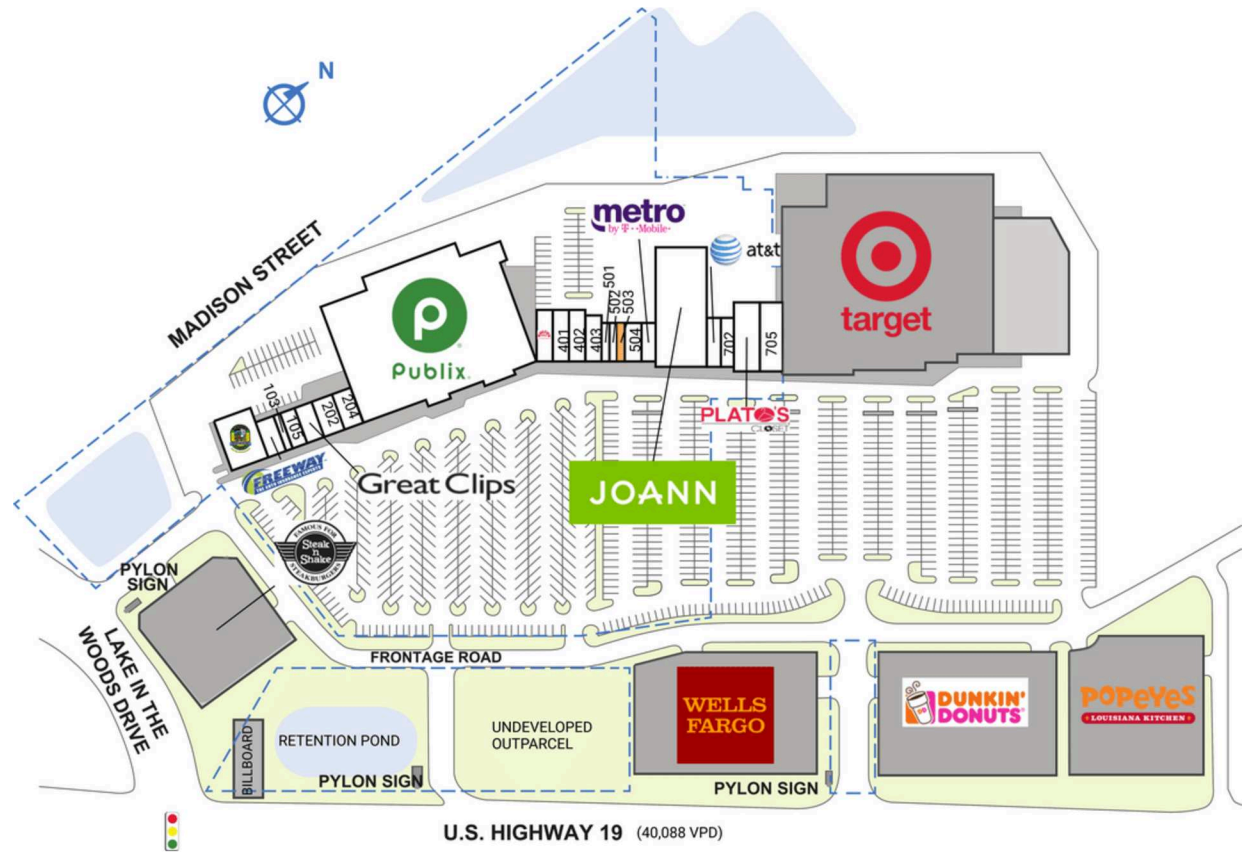 N
MADISON STREET
metro
by T-Mobile
at&t
501
502
503
target
Publix.
401
402
403
504
702
705
103
105
202
204
PLATO'S
CLOSET
FREEWAY
Great Clips
JOANN
FAMOUS FOR
Steak
n
Shake
STEAKBURGERS
PYLON
SIGN
LAKE IN THE
WOODS DRIVE
FRONTAGE ROAD
WELLS
FARGO
DUNKIN'
DONUTS
DD
POPEYES
LOUISIANA KITCHEN
BILLBOARD
RETENTION POND
UNDEVELOPED
OUTPARCEL
PYLON SIGN
PYLON SIGN
U.S. HIGHWAY 19 (40,088 VPD)